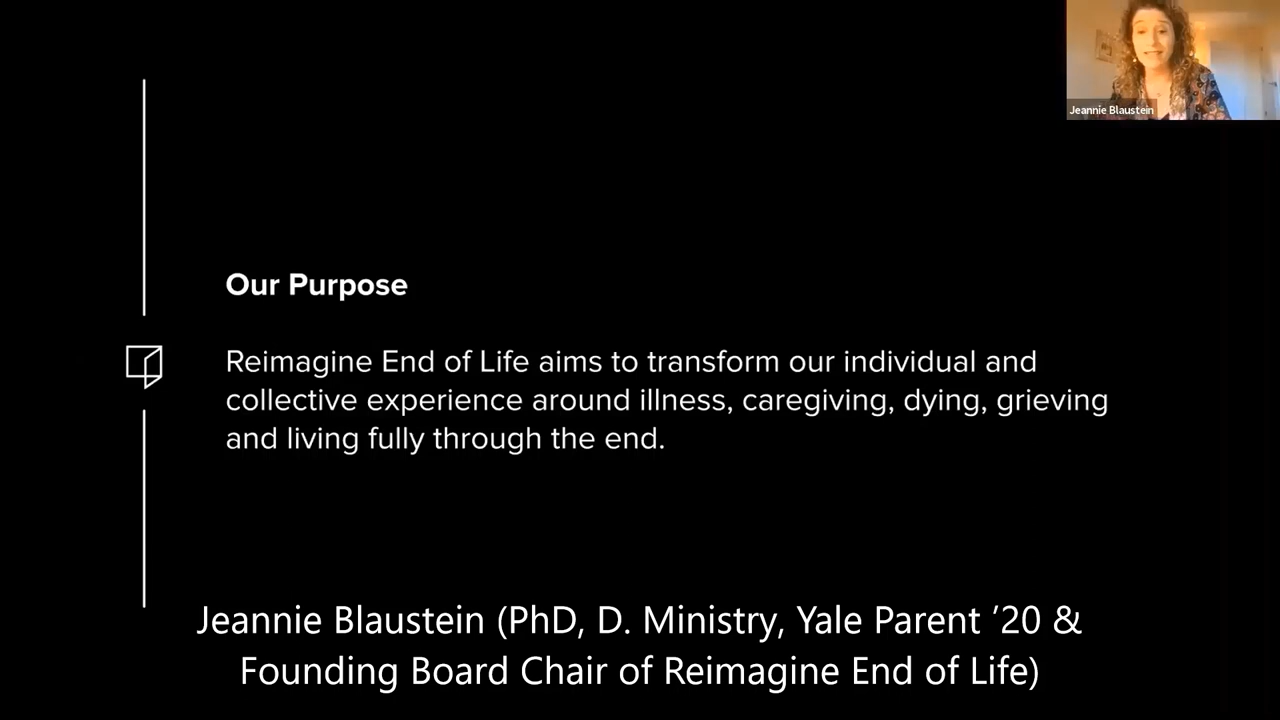 Jeannie Blaustein
Our Purpose
Reimagine End of Life aims to transform our individual and
collective experience around illness, caregiving, dying, grieving
and living fully through the end.
Jeannie Blaustein (PhD, D. Ministry, Yale Parent ’20 &
Founding Board Chair of Reimagine End of Life)